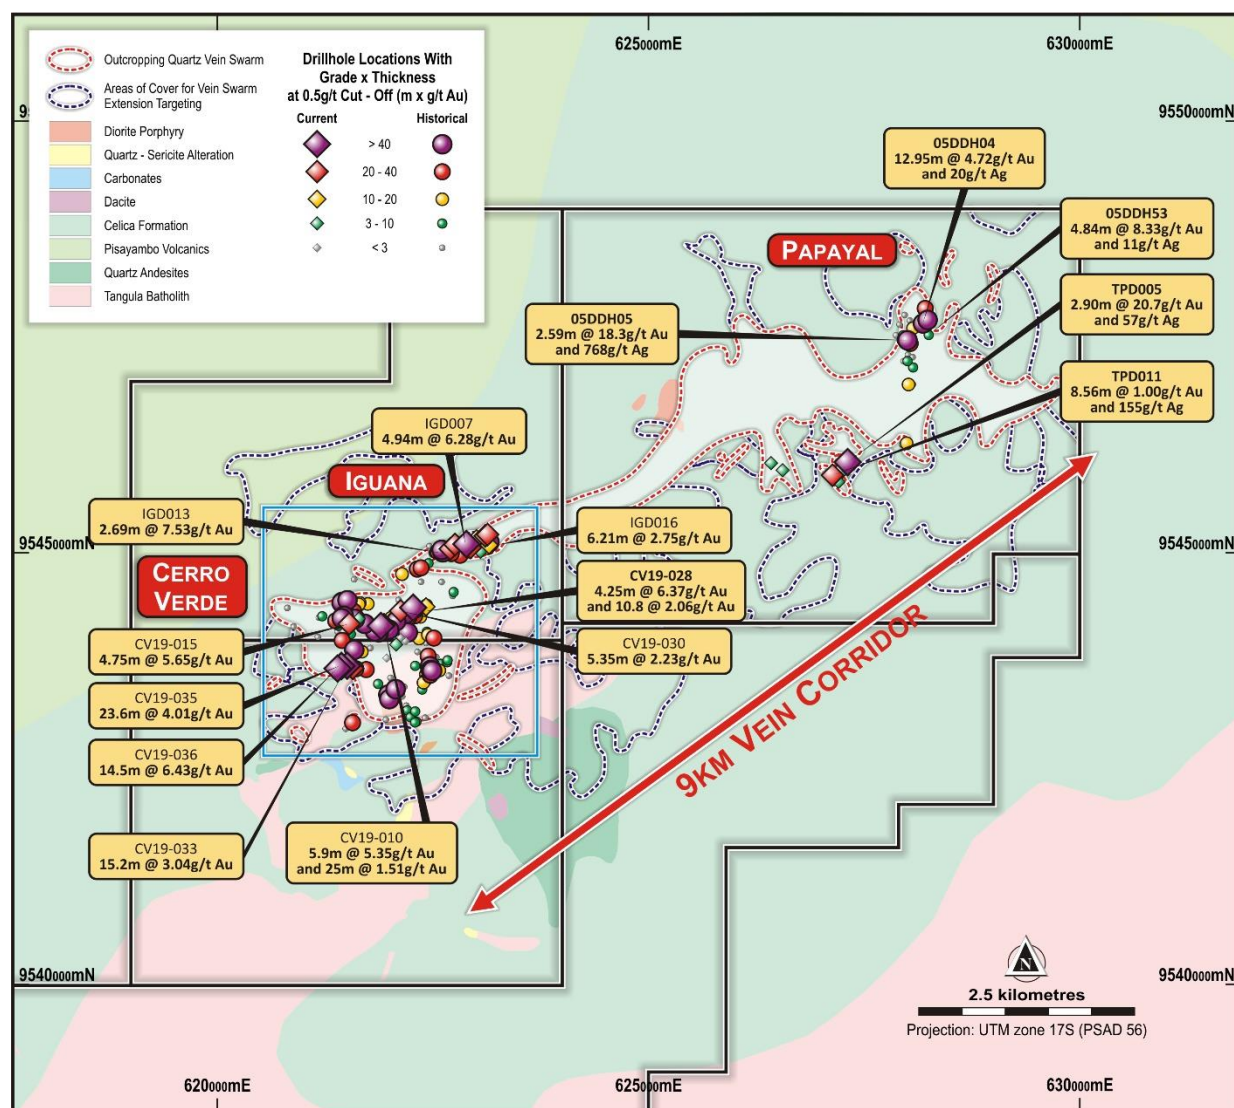 625000mE
630000mE
Outcropping Quartz Vein Swarm
Areas of Cover for Vein Swarm
Extension Targeting
Diorite Porphyry
Quartz - Sericite Alteration
Carbonates
Dacite
Celica Formation
Pisayambo Volcanics
Quartz Andesites
Tangula Batholith
Drillhole Locations With
Grade x Thickness
at 0.5g/t Cut - Off (m x g/t Au)
Current
Historical
> 40
20 - 40
10 - 20
3 - 10
< 3
9550000mN
05DDH04
12.95m @ 4.72g/t Au
and 20g/t Ag
05DDH53
4.84m @ 8.33g/t Au
and 11g/t Ag
PAPAYAL
TPD005
2.90m @ 20.7g/t Au
and 57g/t Ag
05DDH05
2.59m @ 18.3g/t Au
and 768g/t Ag
TPD011
8.56m @ 1.00g/t Au
and 155g/t Ag
IGD007
4.94m @ 6.28g/t Au
IGUANA
IGD013
2.69m @ 7.53g/t Au
IGD016
6.21m @ 2.75g/t Au
9545000mN
9545000mN
CERRO
VERDE
CV19-028
4.25m @ 6.37g/t Au
and 10.8 @ 2.06g/t Au
CV19-015
4.75m @ 5.65g/t Au
CV19-030
5.35m @ 2.23g/t Au
CV19-035
23.6m @ 4.01g/t Au
CV19-036
14.5m @ 6.43g/t Au
9KM VEIN CORRIDOR
CV19-033
15.2m @ 3.04g/t Au
CV19-010
5.9m @ 5.35g/t Au
and 25m @ 1.51g/t Au
9540000mN
N
2.5 kilometres
Projection: UTM zone 17S (PSAD 56)
9540000mN
620000mE
625000mE
630000mE